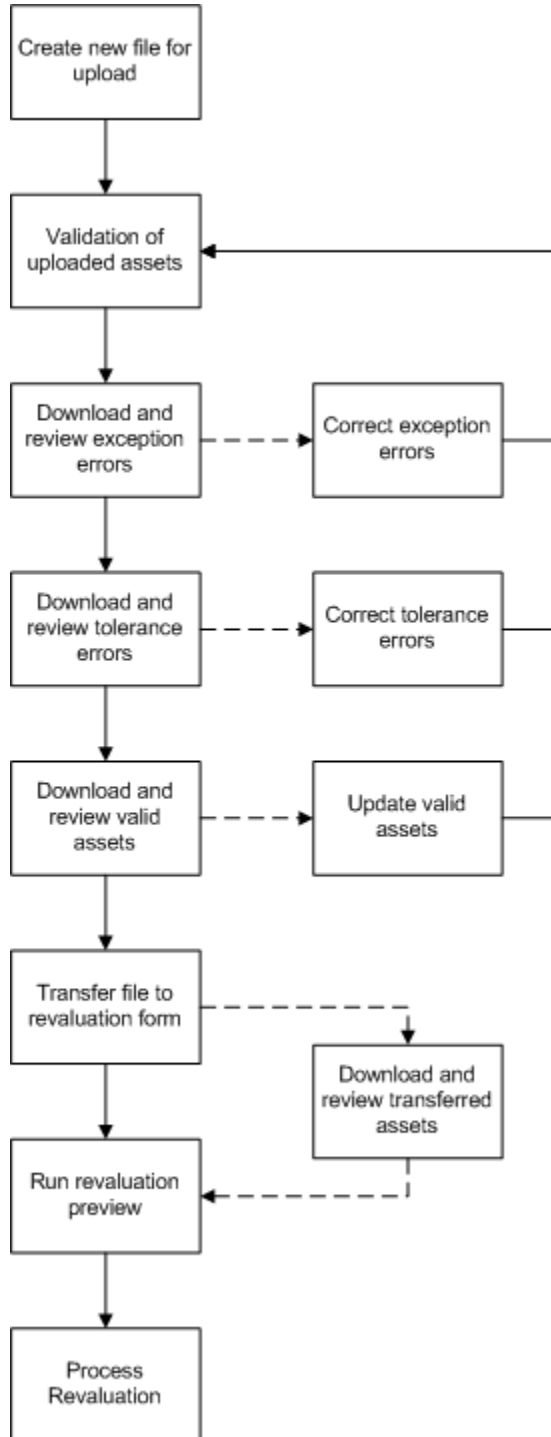 Create new file for
upload
Validation of
uploaded assets
Download and
review exception
errors
Correct exception
errors
Download and
review tolerance
errors
Correct tolerance
errors
Download and
review valid
assets
Update valid
assets
Transfer file to
revaluation form
Download and
review transferred
assets
Run revaluation
preview
Process
Revaluation